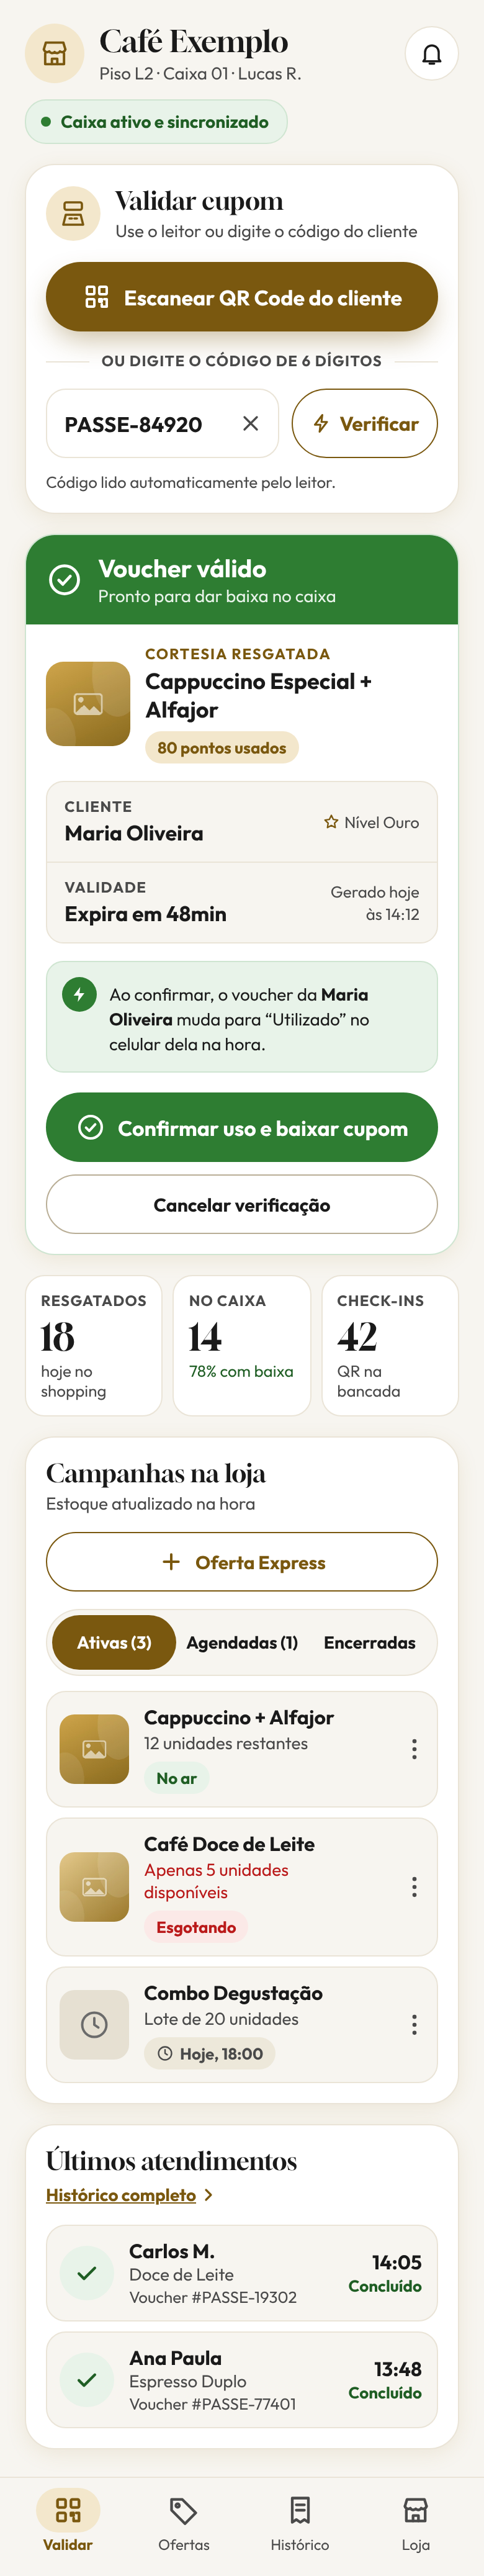 Café Exemplo
Piso L2 · Caixa 01 · Lucas R.
Caixa ativo e sincronizado
Validar cupom
Use o leitor ou digite o código do cliente
Escanear QR Code do cliente
OU DIGITE O CÓDIGO DE 6 DÍGITOS
PASSE-84920
Verificar
Código lido automaticamente pelo leitor.
Voucher válido
Pronto para dar baixa no caixa
CORTESIA RESGATADA
Cappuccino Especial +
Alfajor
80 pontos usados
CLIENTE
Maria Oliveira
Nível Ouro
VALIDADE
Expira em 48min
Gerado hoje
às 14:12
Ao confirmar, o voucher da Maria
Oliveira muda para “Utilizado” no
celular dela na hora.
Confirmar uso e baixar cupom
Cancelar verificação
RESGATADOS
18
hoje no
shopping
NO CAIXA
14
78% com baixa
CHECK-INS
42
QR na
bancada
Campanhas na loja
Estoque atualizado na hora
Oferta Express
Ativas (3)
Agendadas (1)
Encerradas
Cappuccino + Alfajor
12 unidades restantes
No ar
Café Doce de Leite
Apenas 5 unidades
disponíveis
Esgotando
Combo Degustação
Lote de 20 unidades
Hoje, 18:00
Últimos atendimentos
Histórico completo
Carlos M.
Doce de Leite
Voucher #PASSE-19302
14:05
Concluído
Ana Paula
Espresso Duplo
Voucher #PASSE-77401
13:48
Concluído
Validar
Ofertas
Histórico
Loja